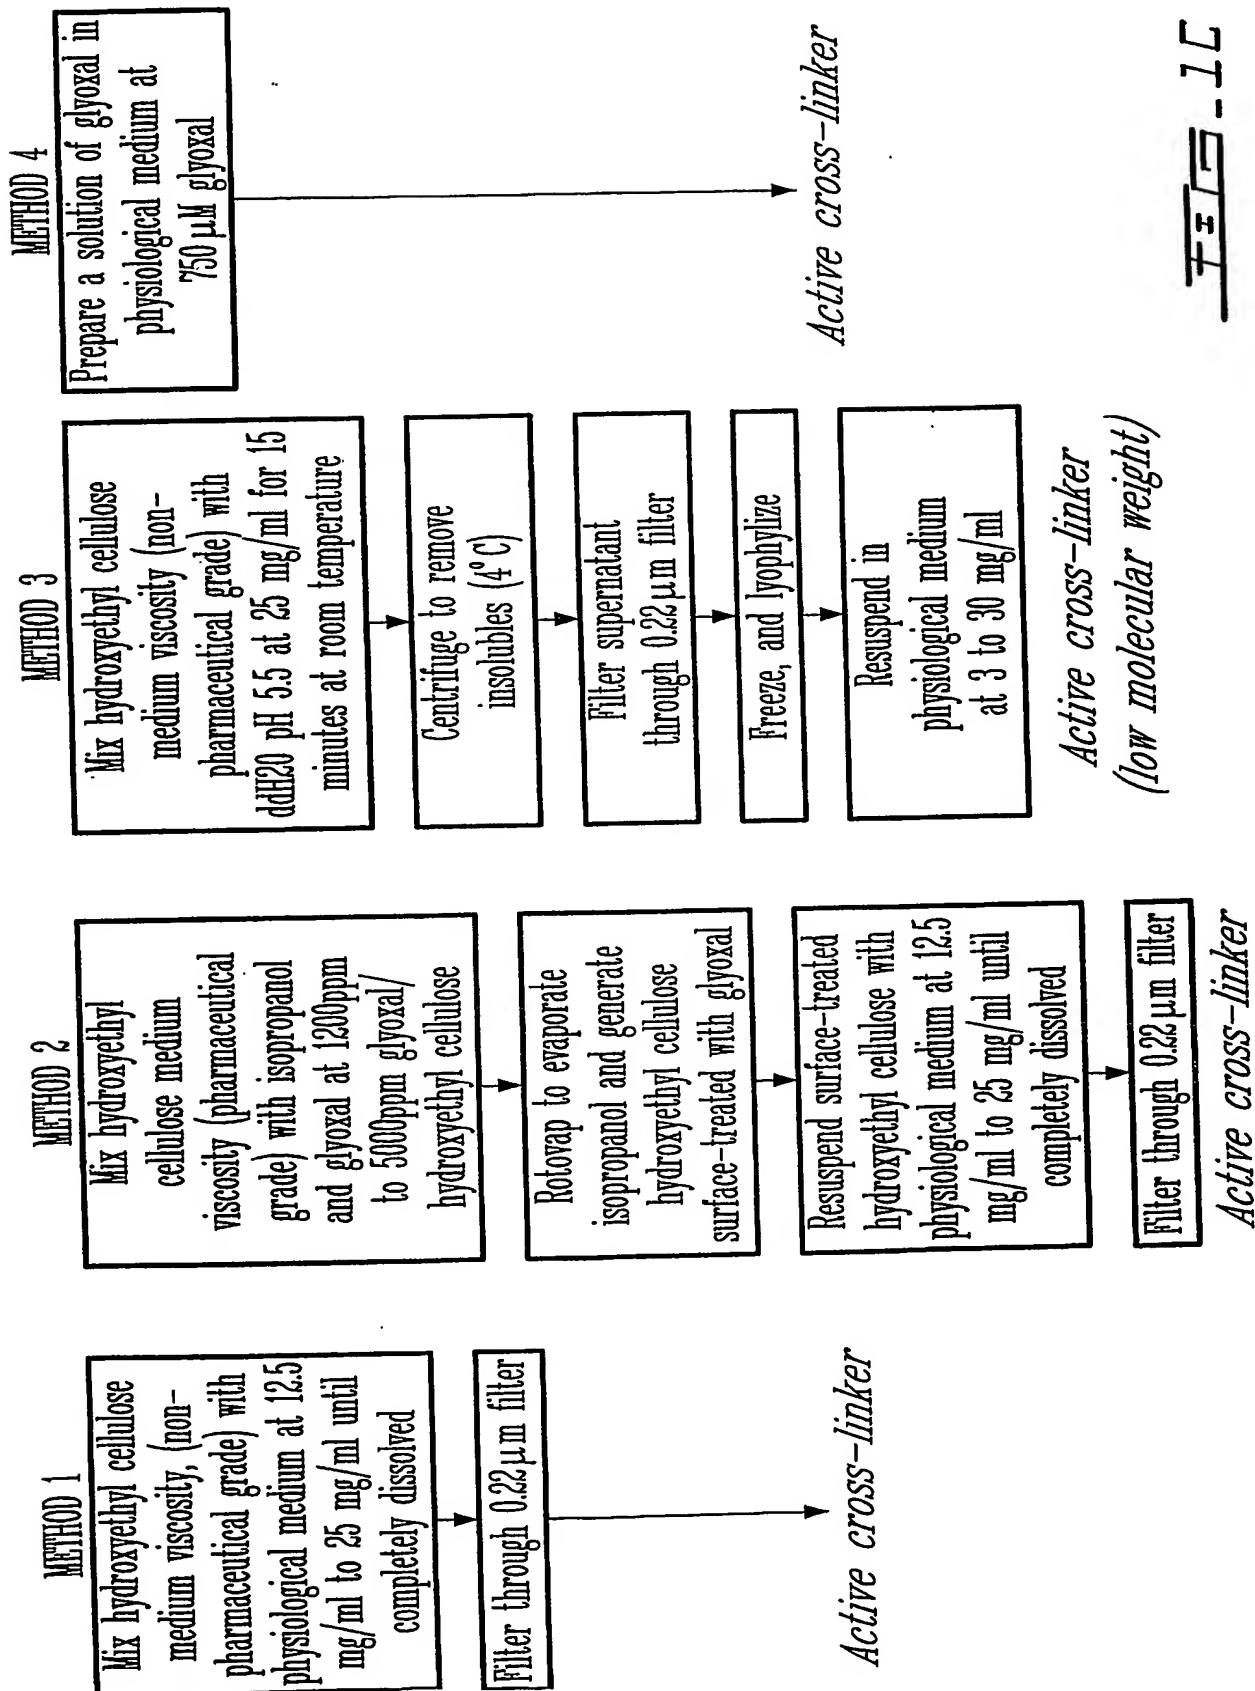 METHOD 1
Mix hydroxyethyl cellulose
medium viscosity, (non-
pharmaceutical grade) with
physiological medium at 12.5
mg/ml to 25 mg/ml until
completely dissolved
Filter through 0.22µm filter
Active cross-linker
METHOD 2
Mix hydroxyethyl
cellulose medium
viscosity (pharmaceutical
grade) with isopropanol
and glyoxal at 1200ppm
to 5000ppm glyoxal/
hydroxyethyl cellulose
Rotovap to evaporate
isopropanol and generate
hydroxyethyl cellulose
surface-treated with glyoxal
Resuspend surface-treated
hydroxyethyl cellulose with
physiological medium at 12.5
mg/ml to 25 mg/ml until
completely dissolved
Filter through 0.22µm filter
Active cross-linker
METHOD 3
Mix hydroxyethyl cellulose
medium viscosity (non-
pharmaceutical grade) with
ddH20 pH 5.5 at 25 mg/ml for 15
minutes at room temperature
Centrifuge to remove
insolubles (4°C)
Filter supernatant
through 0.22µm filter
Freeze, and lyophylize
Resuspend in
physiological medium
at 3 to 30 mg/ml
Active cross-linker
(low molecular weight)
METHOD 4
Prepare a solution of glyoxal in
physiological medium at
750µM glyoxal
Active cross-linker
FIG-1C